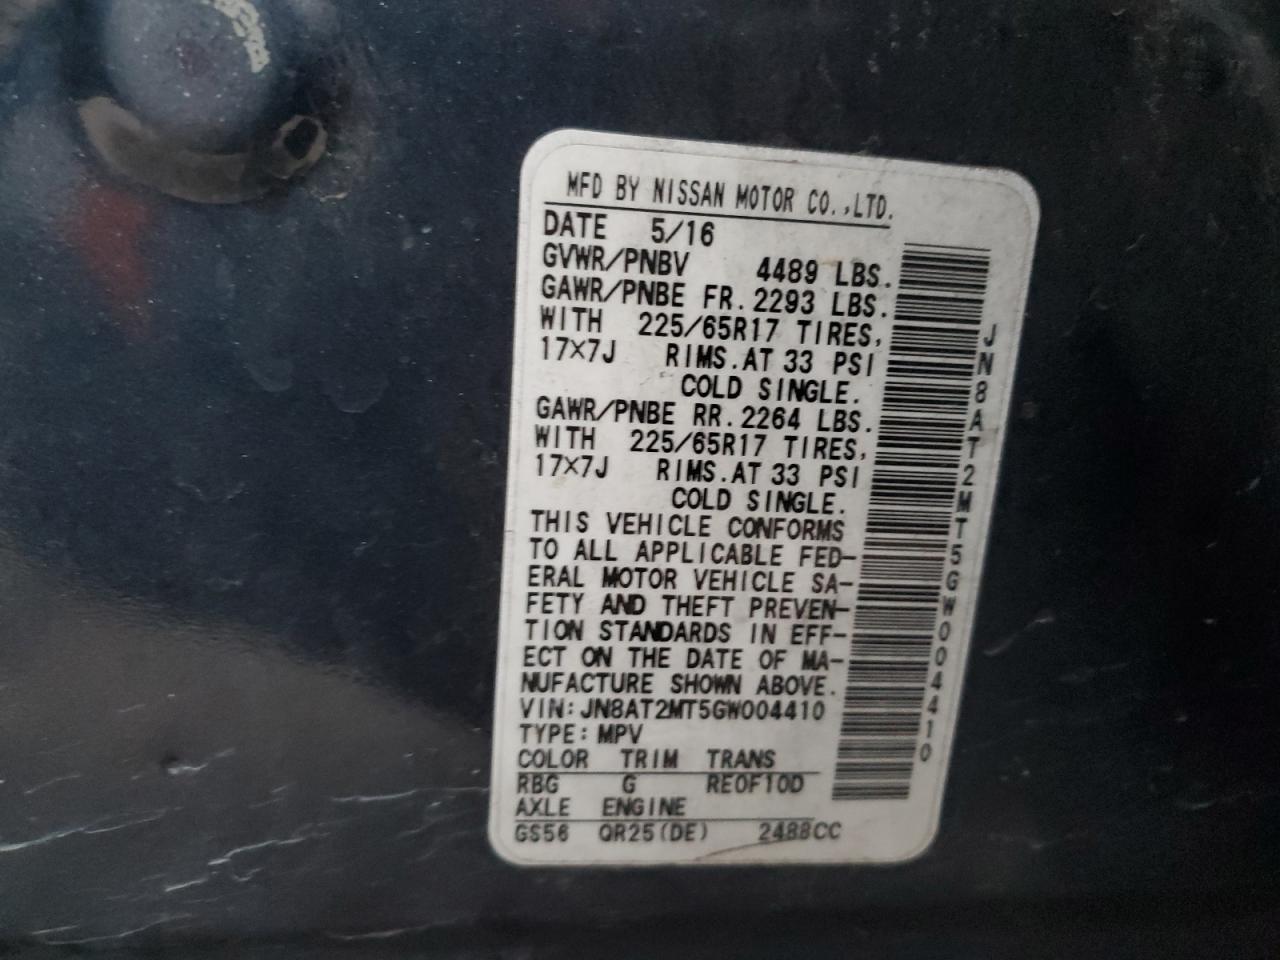 MFD BY NISSAN MOTOR CO.,LTD.
DATE 5/16
GVWR/PNBV 4489 LBS.
GAWR/PNBE FR. 2293 LBS.
WITH 225/65R17 TIRES,
17X7J RIMS. AT 33 PSI
COLD SINGLE.
GAWR/PNBE RR. 2264 LBS.
WITH 225/65R17 TIRES,
17X7J RIMS. AT 33 PSI
COLD SINGLE.
THIS VEHICLE CONFORMS
TO ALL APPLICABLE FED-
ERAL MOTOR VEHICLE SA-
FETY AND THEFT PREVEN-
TION STANDARDS IN EFF-
ECT ON THE DATE OF MA-
NUFACTURE SHOWN ABOVE.
VIN: JN8AT2MT5GW004410
TYPE: MPV
COLOR TRIM TRANS
RBG G RE0F10D
AXLE ENGINE
GS56 QR25(DE) 2488CC
JN8AT2MT5GW004410